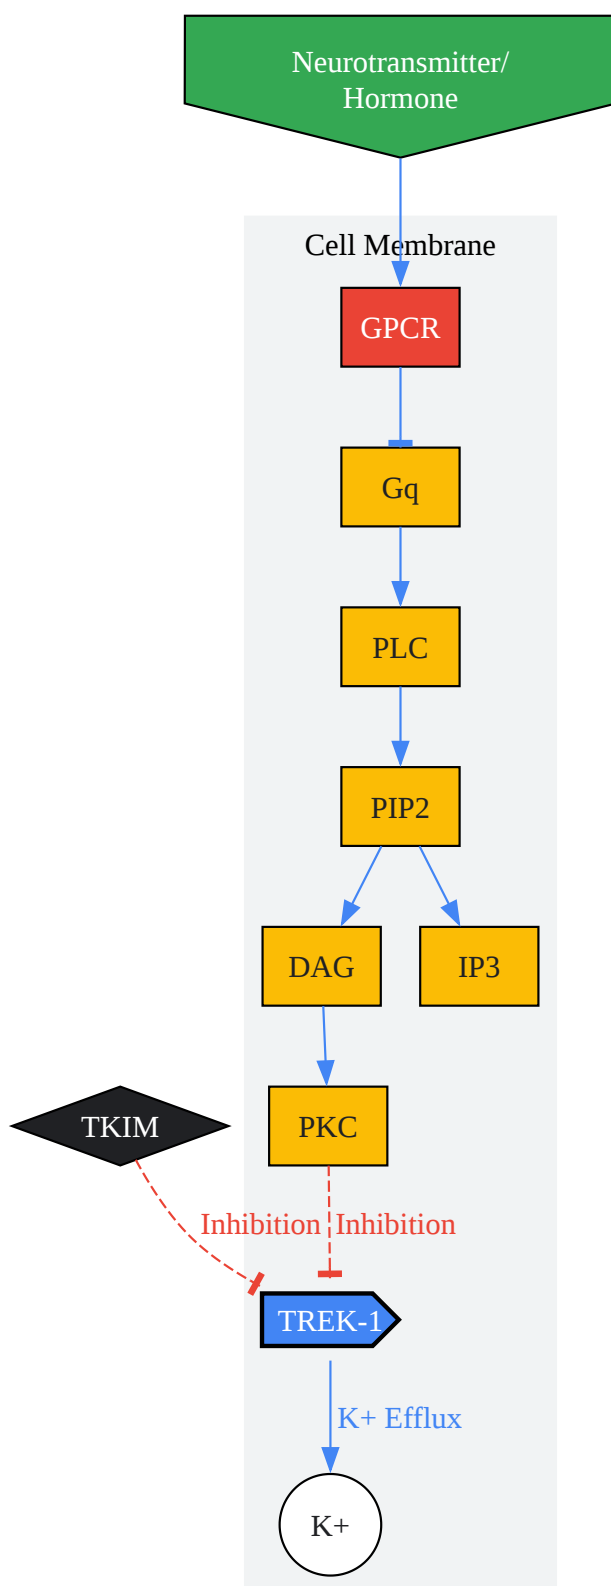 Neurotransmitter/
Hormone
Cell Membrane
GPCR
Gq
PLC
PIP2
DAG
IP3
TKIM
PKC
Inhibition
Inhibition
TREK-1
K+ Efflux
K+